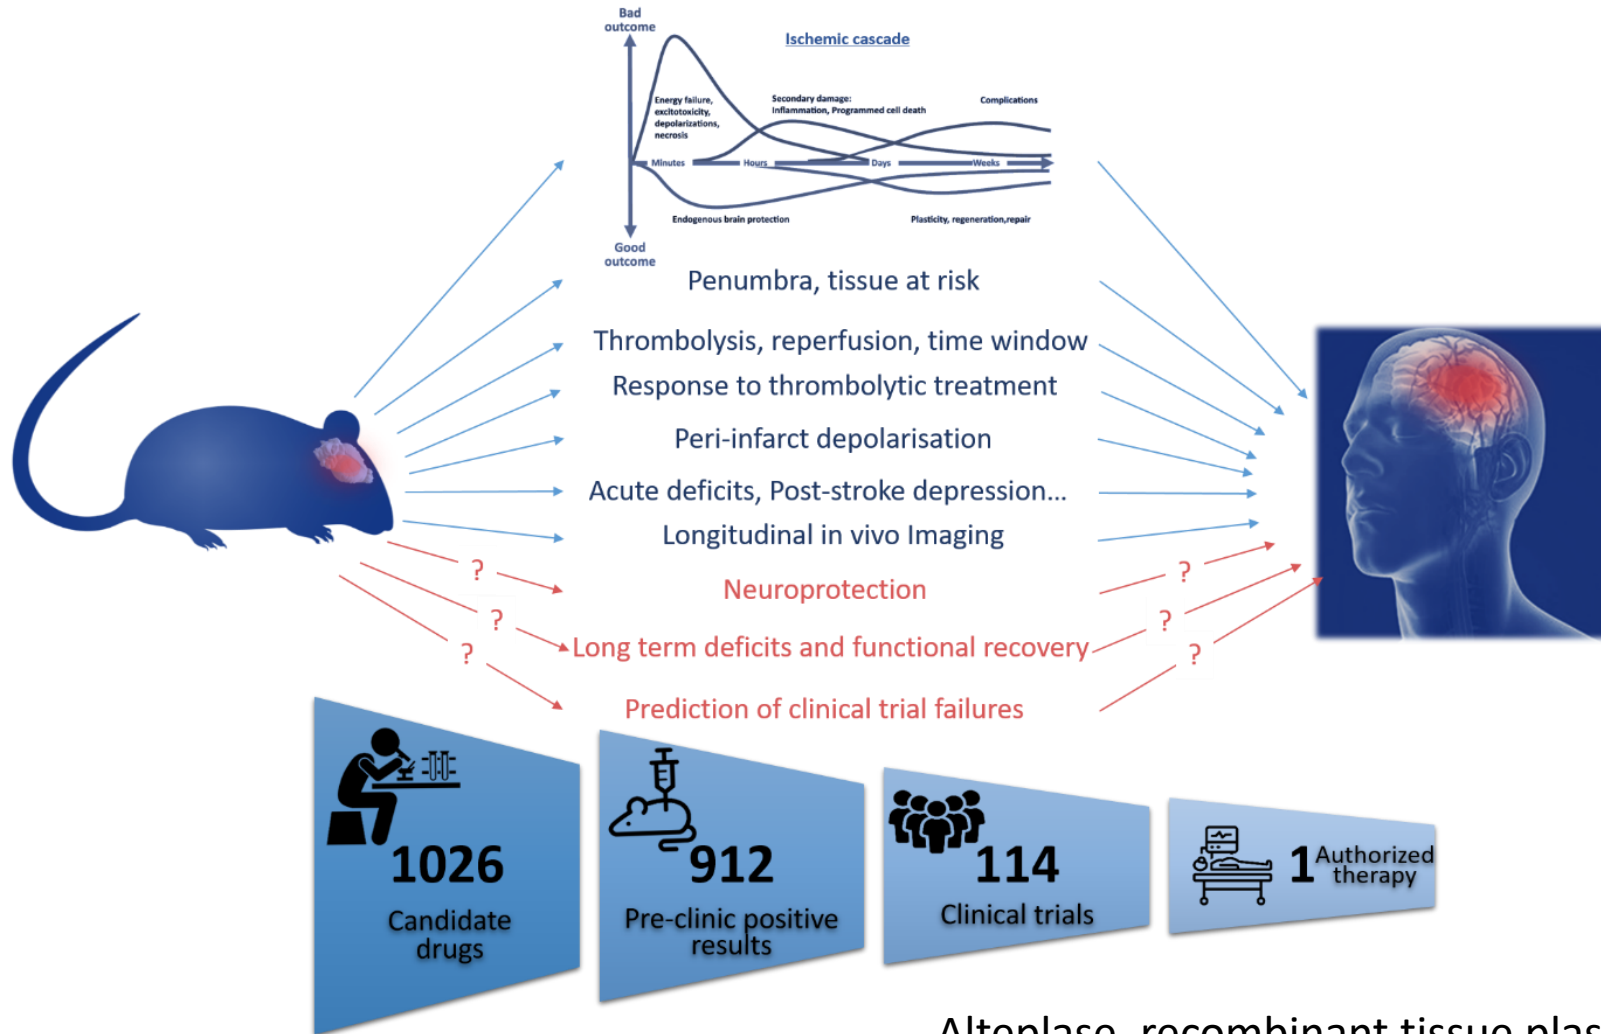 Bad
outcome
Ischemic cascade
Energy failure,
excitotoxicity,
depolarizations,
necrosis
Secondary damage:
Inflammation, Programmed cell death
Complications
Minutes
Hours
Days
Weeks
Endogenous brain protection
Plasticity, regeneration,repair
Good
outcome
Penumbra, tissue at risk
Thrombolysis, reperfusion, time window
Response to thrombolytic treatment
Peri-infarct depolarisation
Acute deficits, Post-stroke depression...
Longitudinal in vivo Imaging
? Neuroprotection ?
? Long term deficits and functional recovery ?
? Prediction of clinical trial failures ?
1026
Candidate
drugs
912
Pre-clinic positive
results
114
Clinical trials
1 Authorized
therapy
Alteplase, recombinant tissue plas